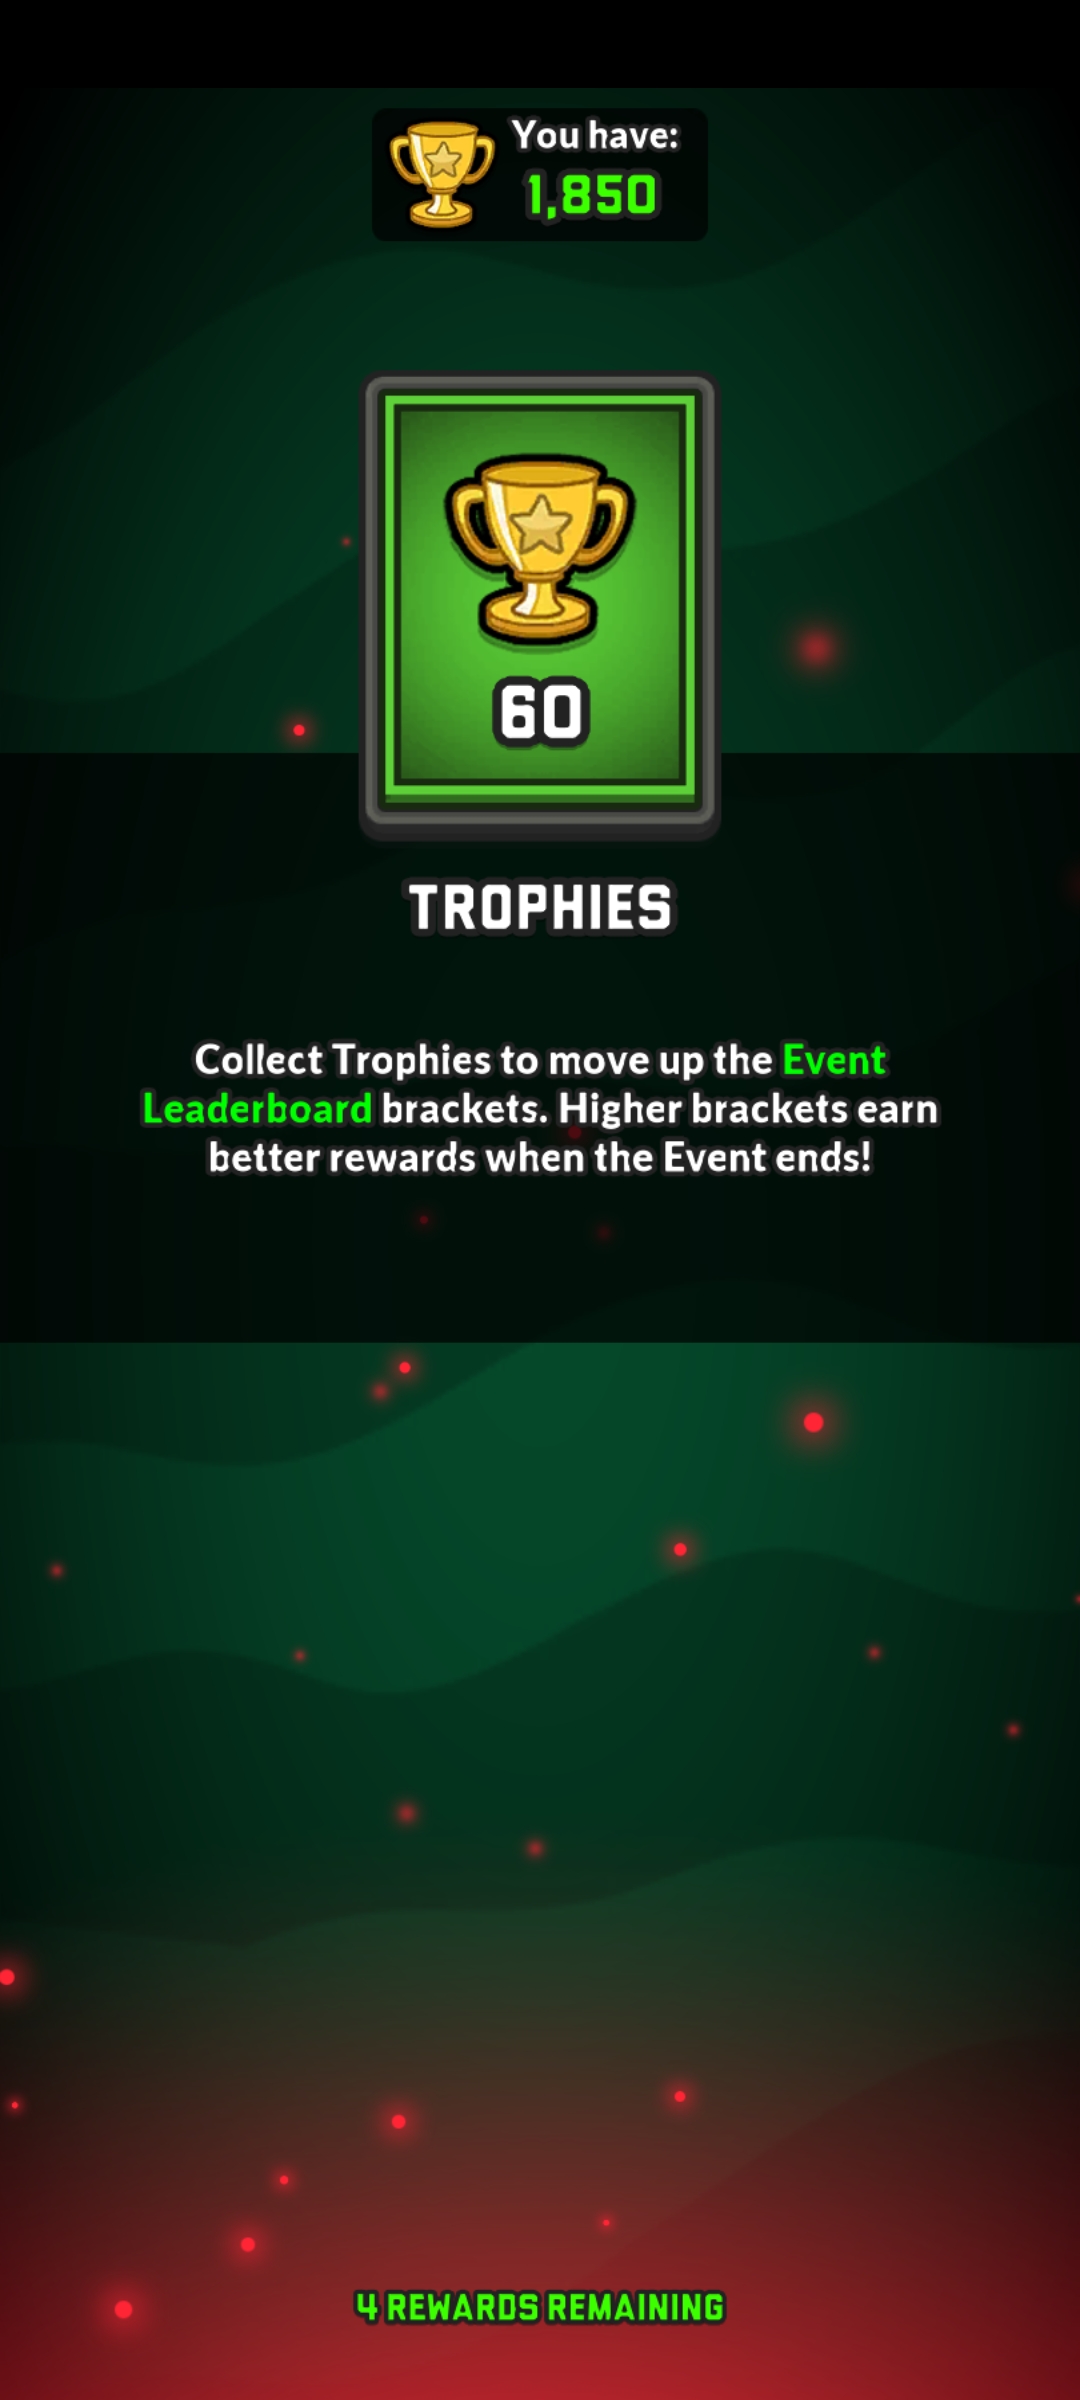 You have:
1,850
60
TROPHIES
Collect Trophies to move up the Event
Leaderboard brackets. Higher brackets earn
better rewards when the Event ends!
4 REWARDS REMAINING